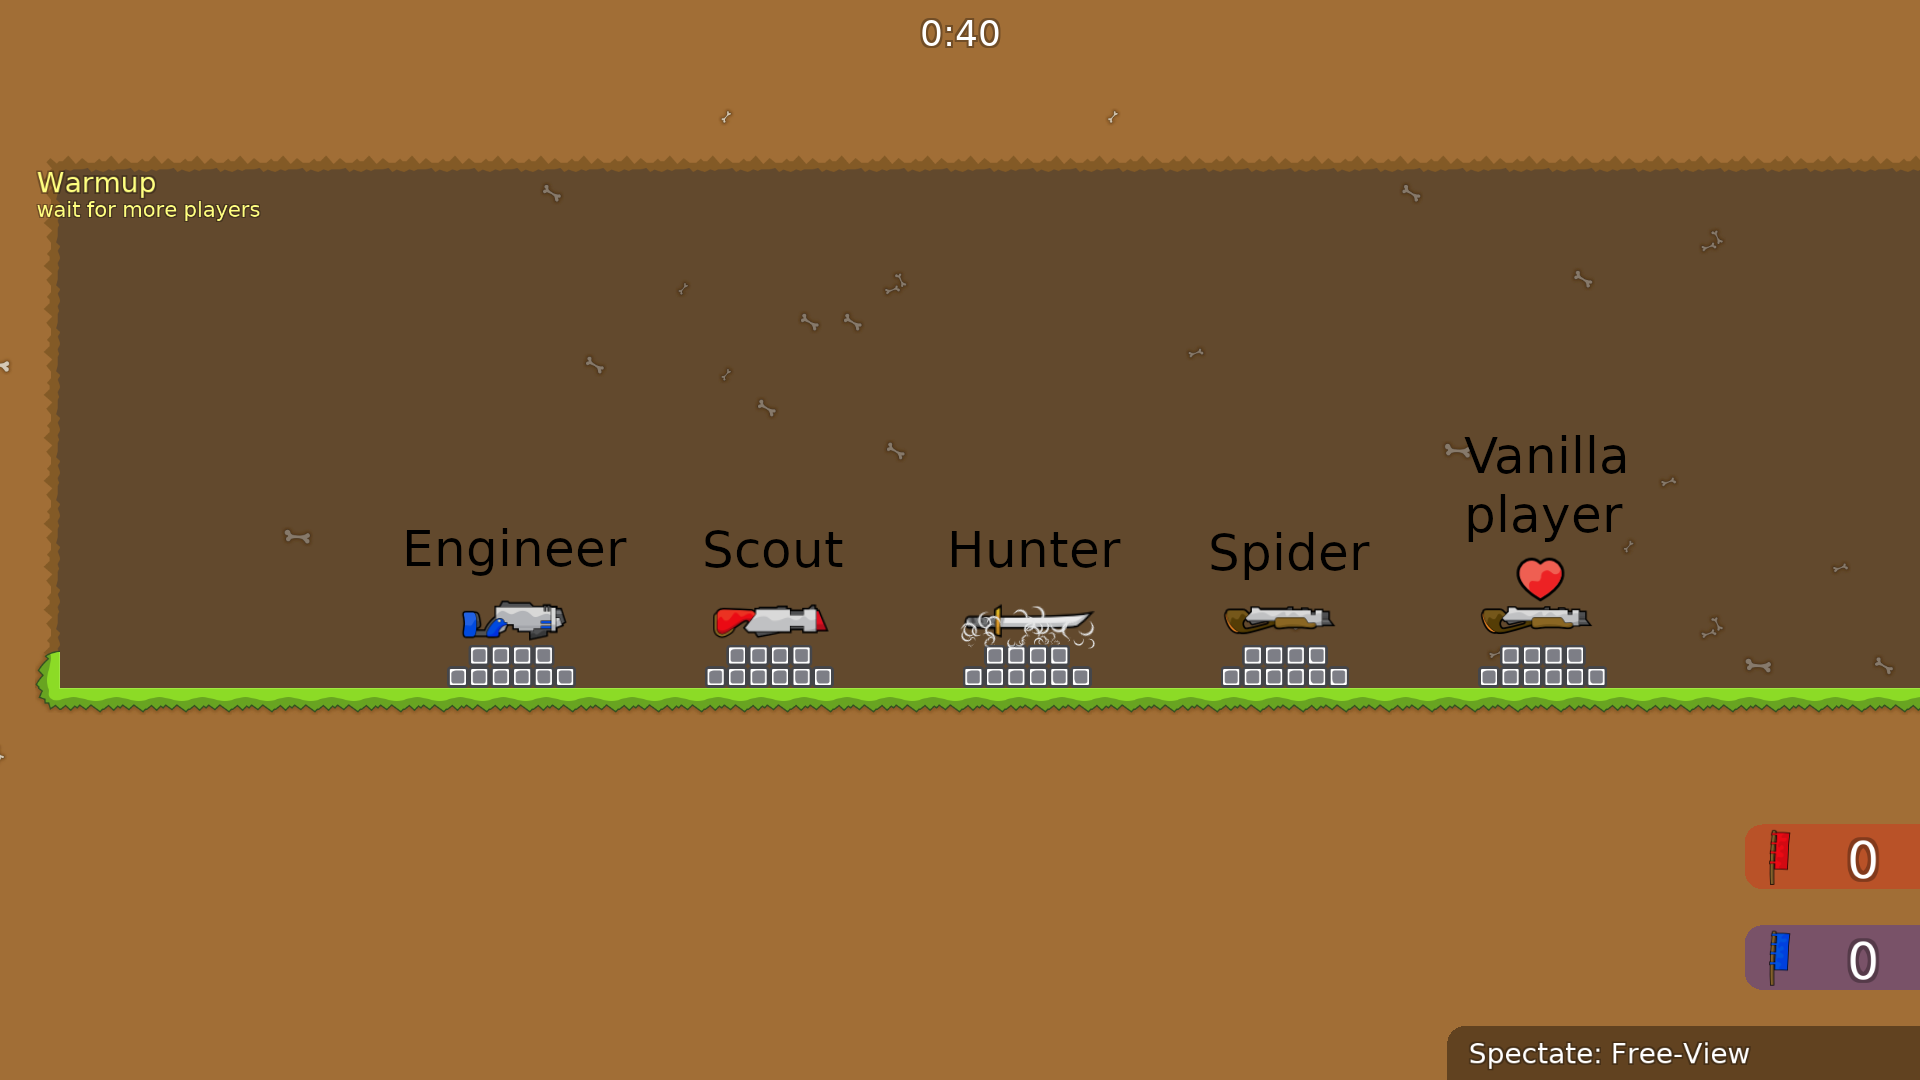 0:40
Warmup
wait for more players
Vanilla
player
Engineer
Scout
Hunter
Spider
0
0
Spectate: Free-View